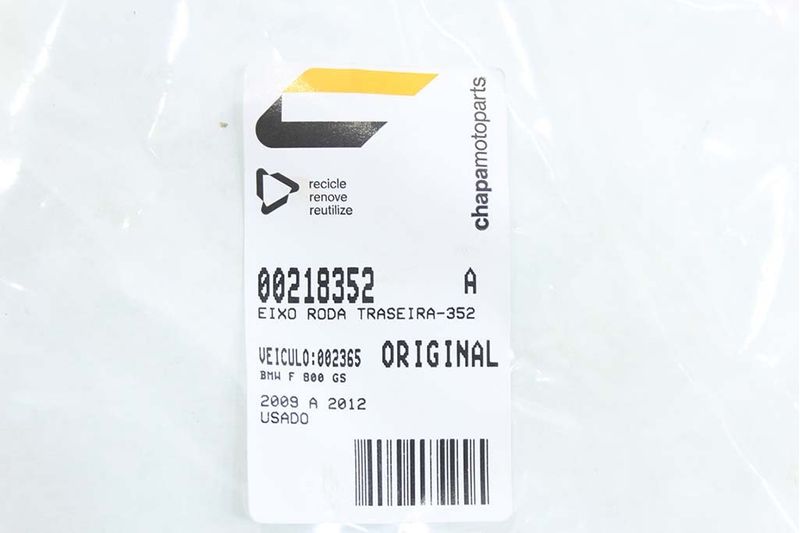 chapamotoparts
recicle
renove
reutilize
00218352 A
EIXO RODA TRASEIRA-352
VEICULO:002365 ORIGINAL
BMW F 800 GS
2009 A 2012
USADO